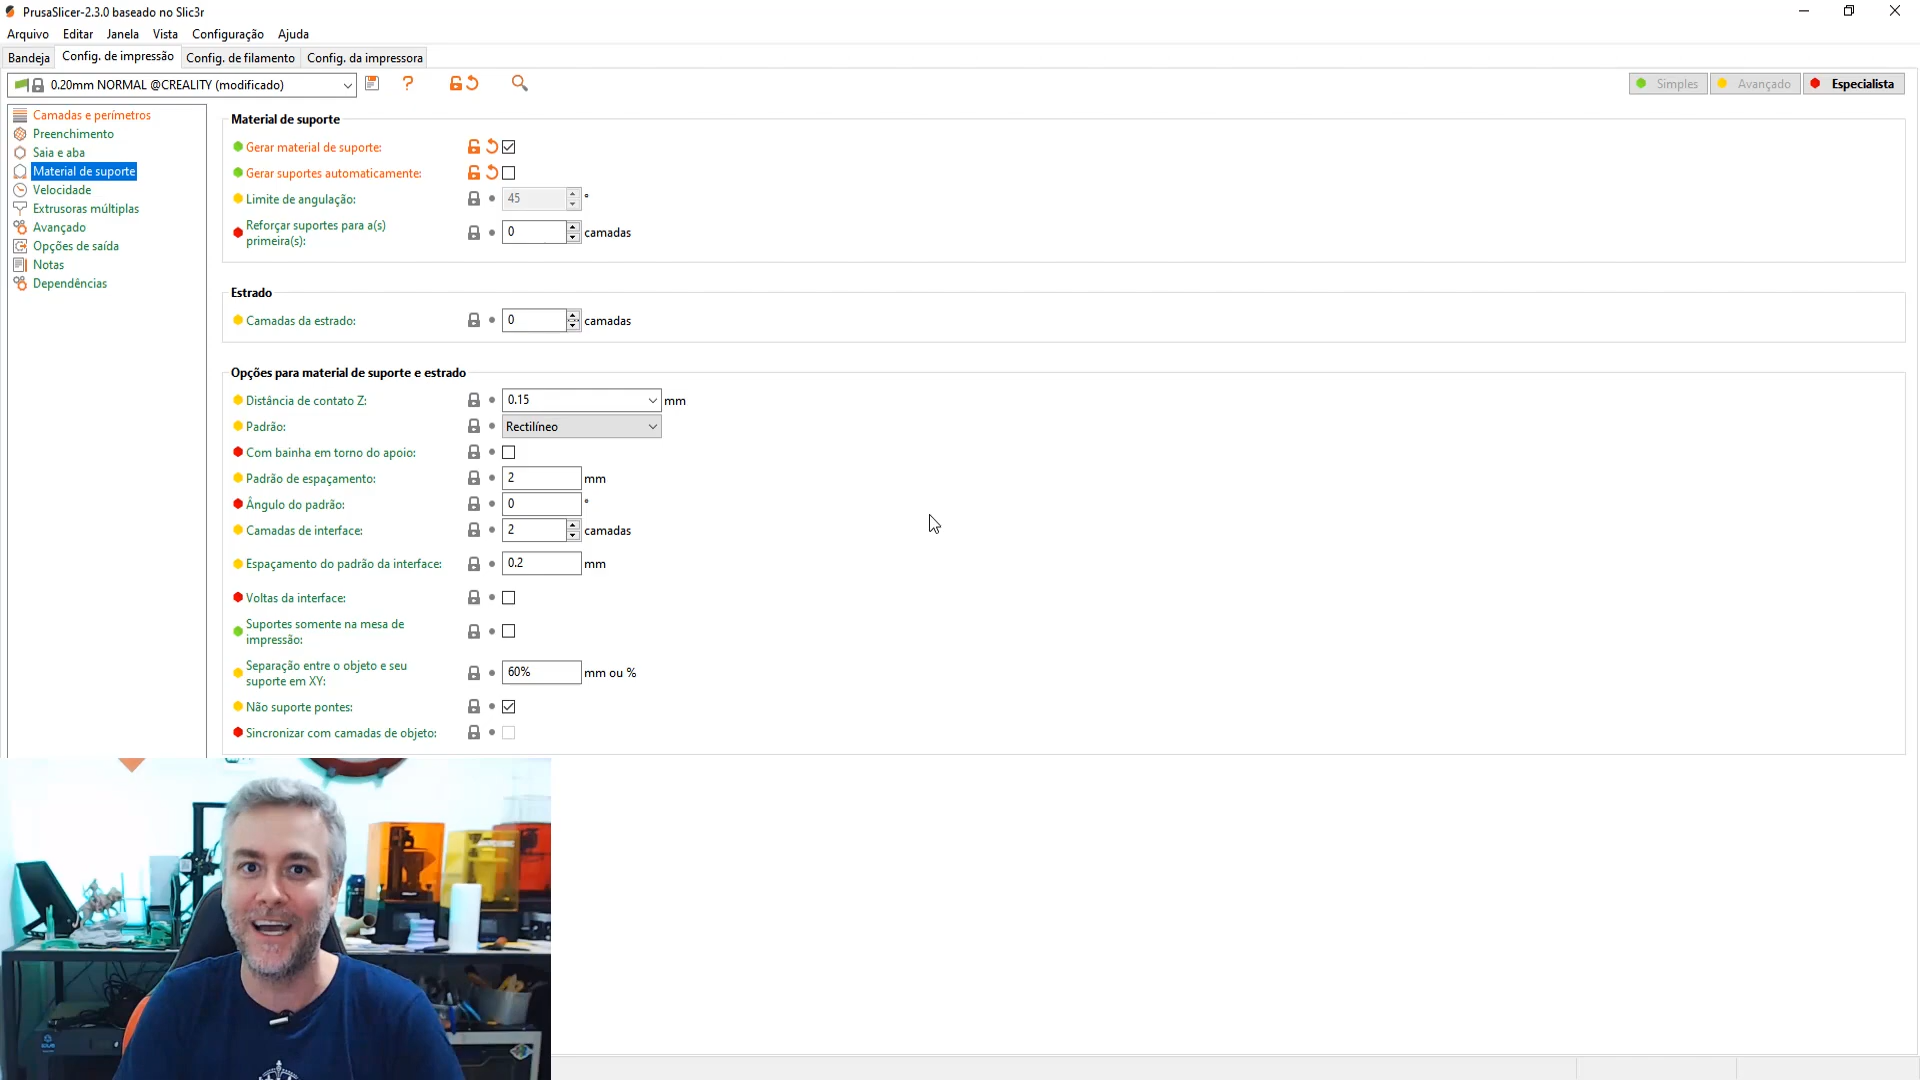 PrusaSlicer-2.3.0 baseado no Slic3r
Arquivo Editar Janela Vista Configuração Ajuda
Bandeja Config. de impressão Config. de filamento Config. da impressora
0.20mm NORMAL @CREALITY (modificado) ? Simples Avançado Especialista
Camadas e perímetros
Preenchimento
Saia e aba
Material de suporte
Velocidade
Extrusoras múltiplas
Avançado
Opções de saída
Notas
Dependências
Material de suporte
Gerar material de suporte:
Gerar suportes automaticamente:
Limite de angulação: 45 °
Reforçar suportes para a(s)
primeira(s): 0 camadas
Estrado
Camadas da estrado: 0 camadas
Opções para material de suporte e estrado
Distância de contato Z: 0.15 mm
Padrão: Rectilíneo
Com bainha em torno do apoio:
Padrão de espaçamento: 2 mm
Ângulo do padrão: 0 °
Camadas de interface: 2 camadas
Espaçamento do padrão da interface: 0.2 mm
Voltas da interface:
Suportes somente na mesa de
impressão:
Separação entre o objeto e seu
suporte em XY: 60% mm ou %
Não suporte pontes:
Sincronizar com camadas de objeto: